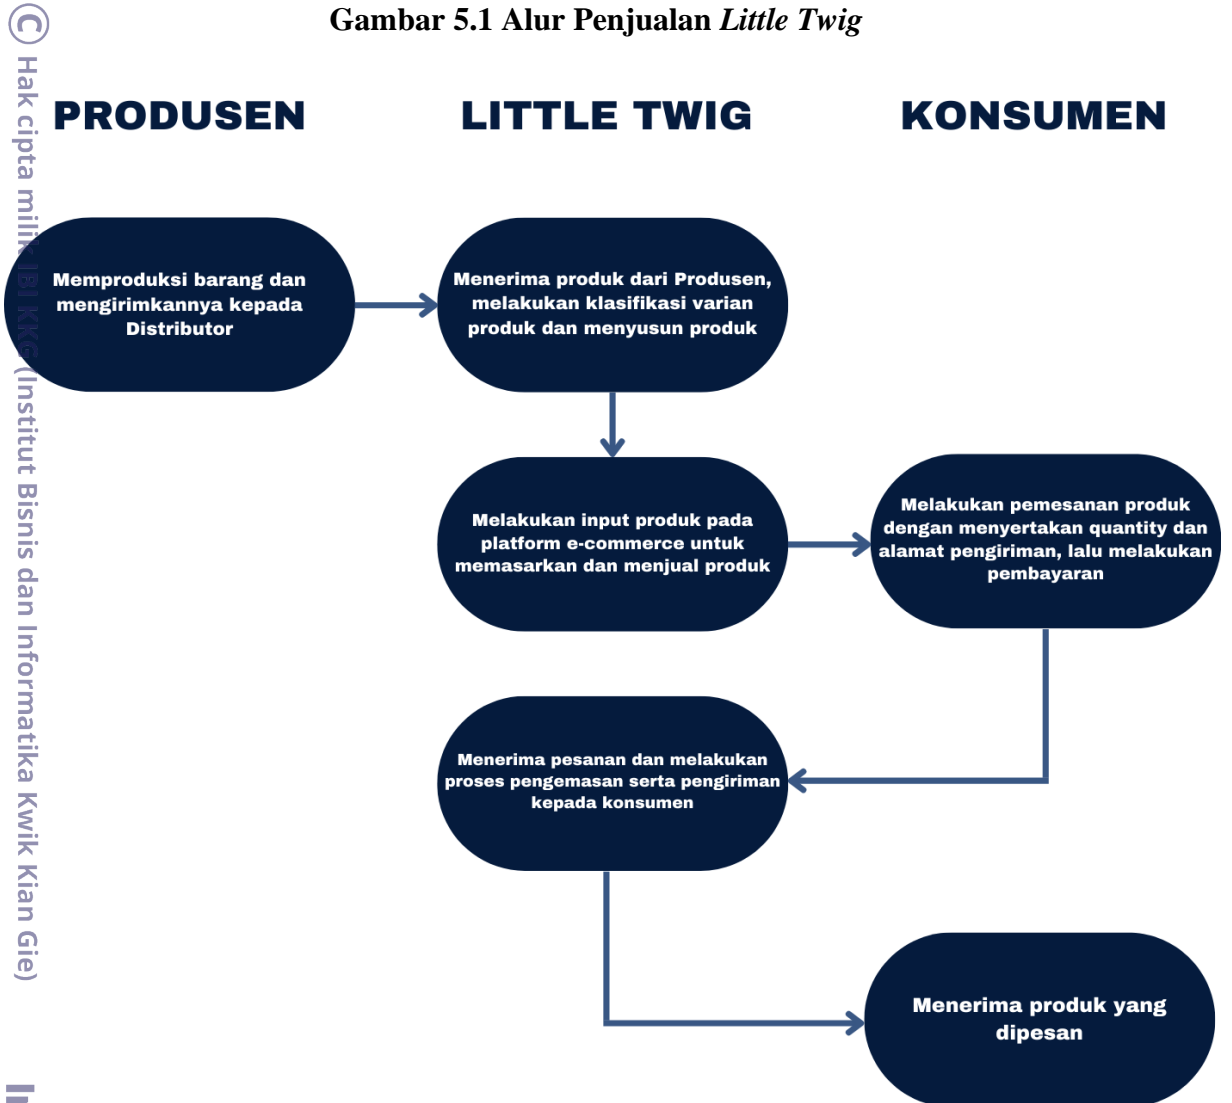 Gambar 5.1 Alur Penjualan Little Twig
PRODUSEN
LITTLE TWIG
KONSUMEN
Memproduksi barang dan
mengirimkannya kepada
Distributor
Menerima produk dari Produsen,
melakukan klasifikasi varian
produk dan menyusun produk
Melakukan input produk pada
platform e-commerce untuk
memasarkan dan menjual produk
Melakukan pemesanan produk
dengan menyertakan quantity dan
alamat pengiriman, lalu melakukan
pembayaran
Menerima pesanan dan melakukan
proses pengemasan serta pengiriman
kepada konsumen
Menerima produk yang
dipesan
© Hak cipta milik IBI KKG (Institut Bisnis dan Informatika Kwik Kian Gie)